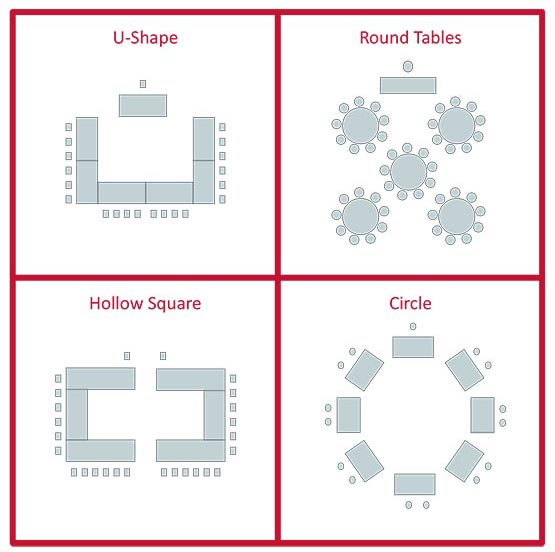 U-Shape
Round Tables
Hollow Square
Circle